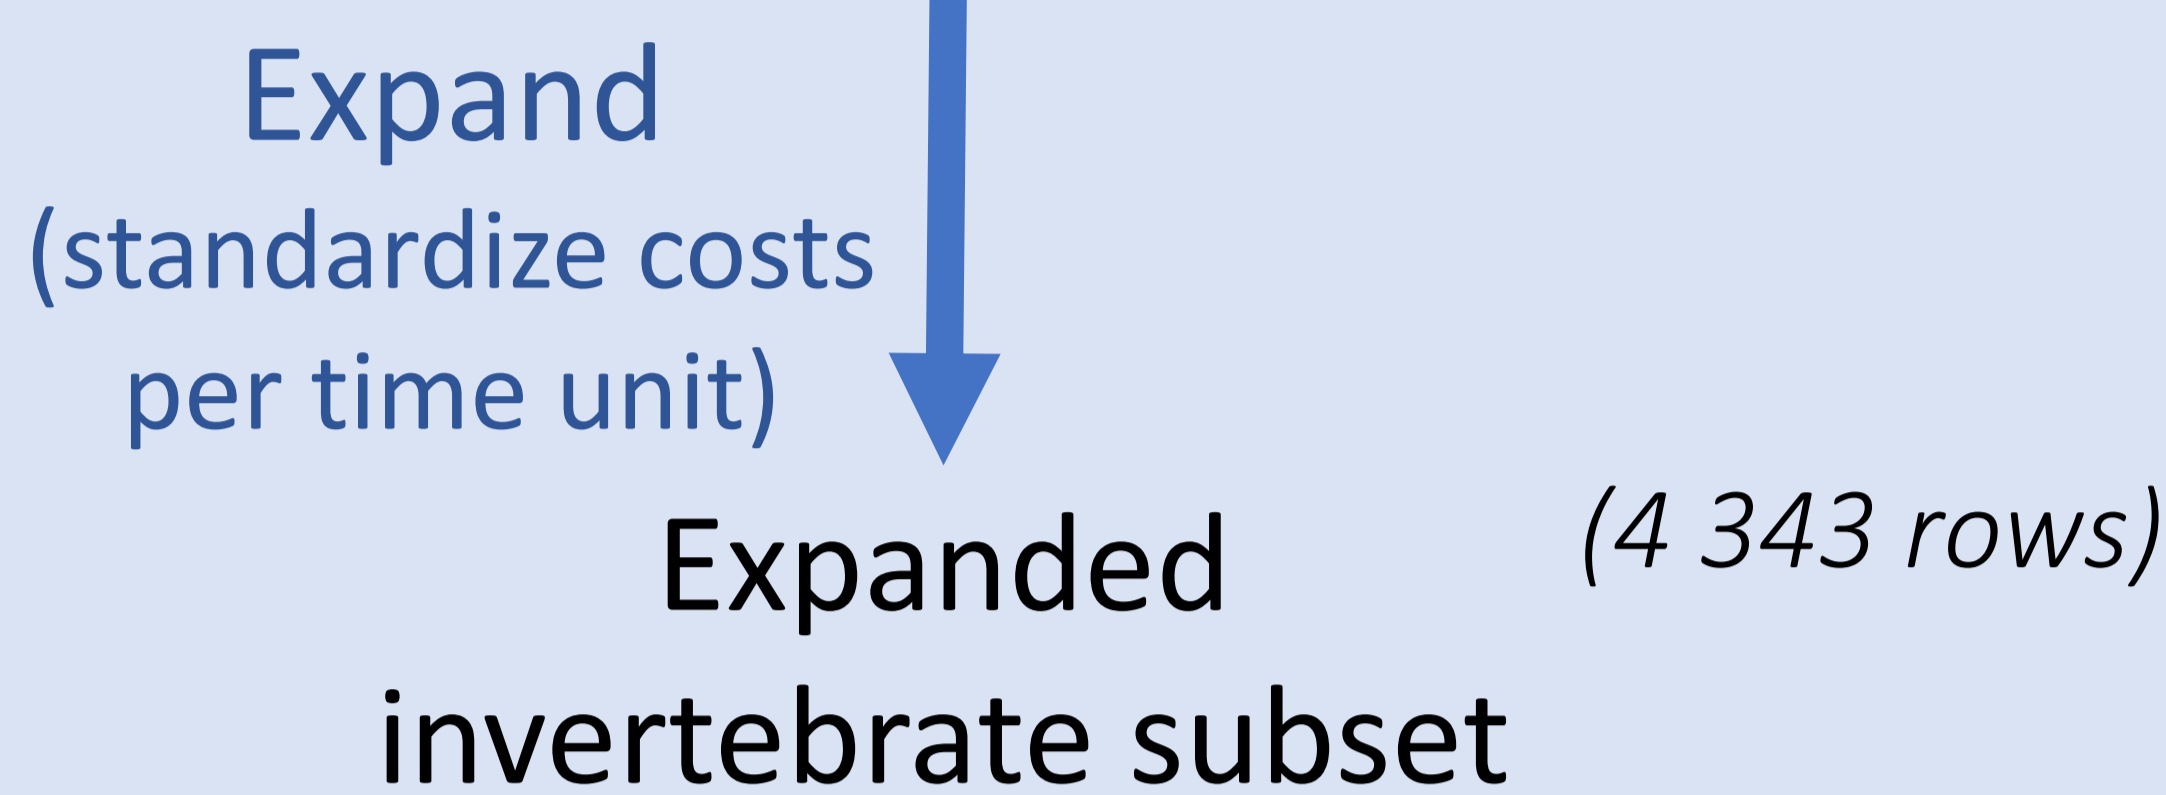 Expand
(standardize costs
per time unit)
Expanded
(4 343 rows)
invertebrate subset